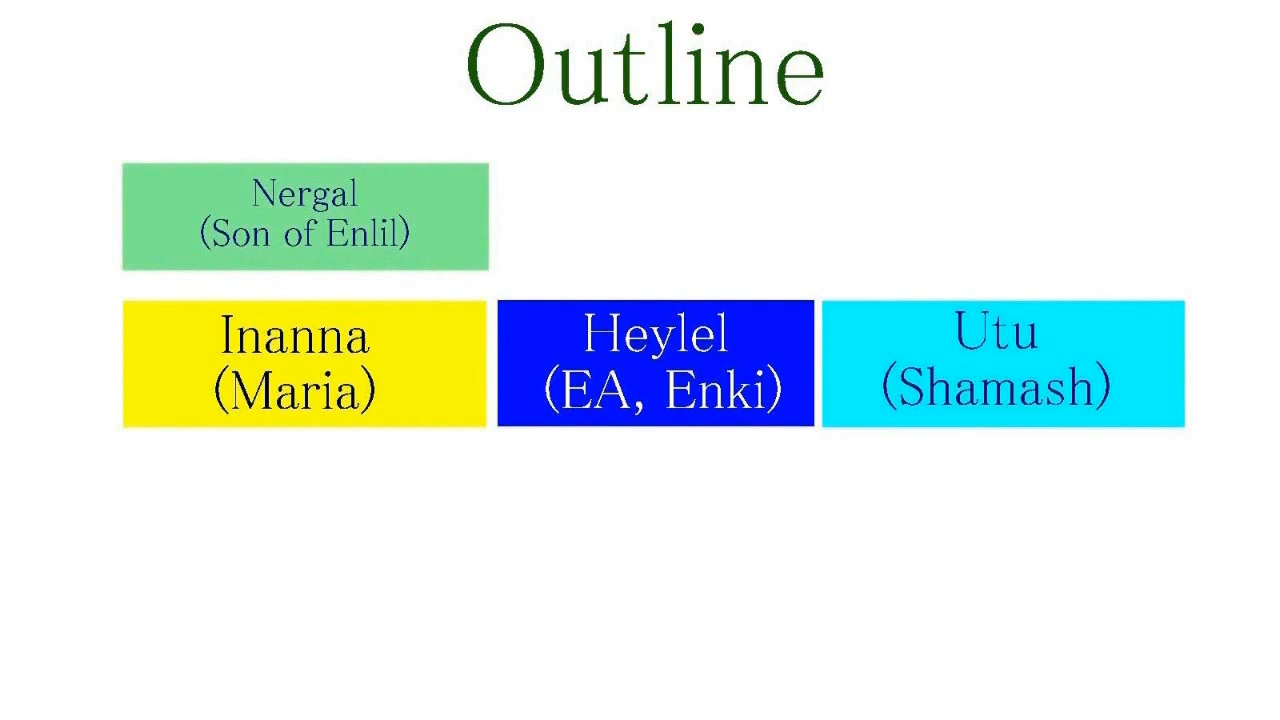 Outline
Nergal
(Son of Enlil)
Inanna
(Maria)
Heylel
(EA, Enki)
Utu
(Shamash)